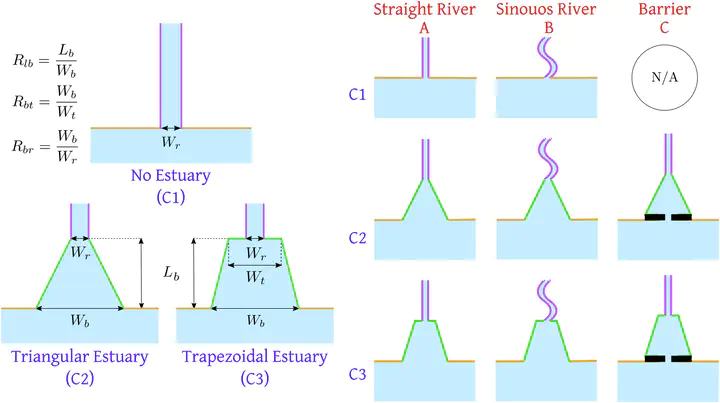 R_{lb} = \frac{L_b}{W_b}
R_{bt} = \frac{W_b}{W_t}
R_{br} = \frac{W_b}{W_r}
W_r
No Estuary
(C1)
W_r
W_b
Triangular Estuary
(C2)
L_b
W_r
W_t
W_b
Trapezoidal Estuary
(C3)
Straight River
A
Sinouos River
B
Barrier
C
C1
N/A
C2
C3